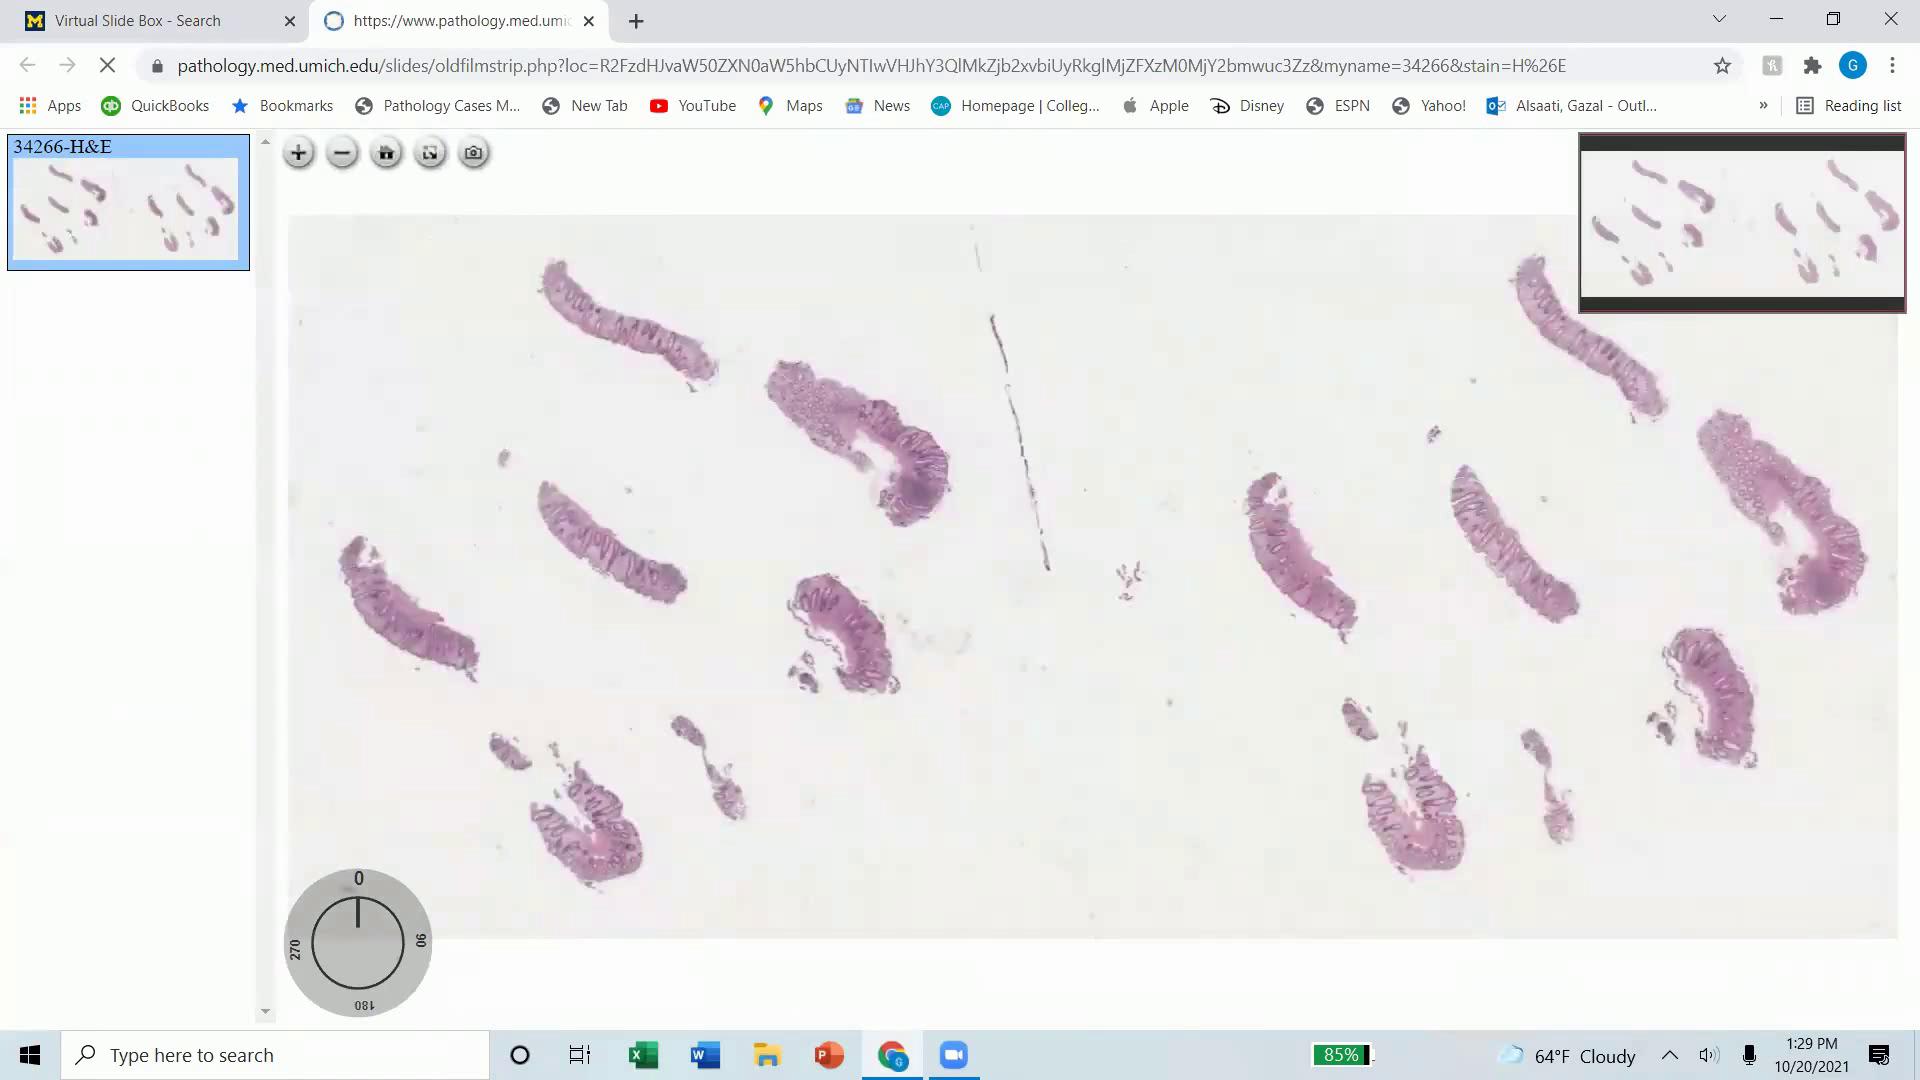 Virtual Slide Box - Search
https://www.pathology.med.umic
pathology.med.umich.edu/slides/oldfilmstrip.php?loc=R2FzdHJvaW50ZXN0aW5hbCUyNTIwVHJhY3QlMkZjb2xvbiUyRkglMjZFXzM0MjY2bmwuc3Zz&myname=34266&stain=H%26E
G
Apps
QuickBooks
Bookmarks
Pathology Cases M...
New Tab
YouTube
Maps
News
CAP
Homepage | Colleg...
Apple
Disney
ESPN
Yahoo!
Alsaati, Gazal - Outl...
»
Reading list
34266-H&E
0
90
180
270
Type here to search
85%
64°F Cloudy
1:29 PM
10/20/2021